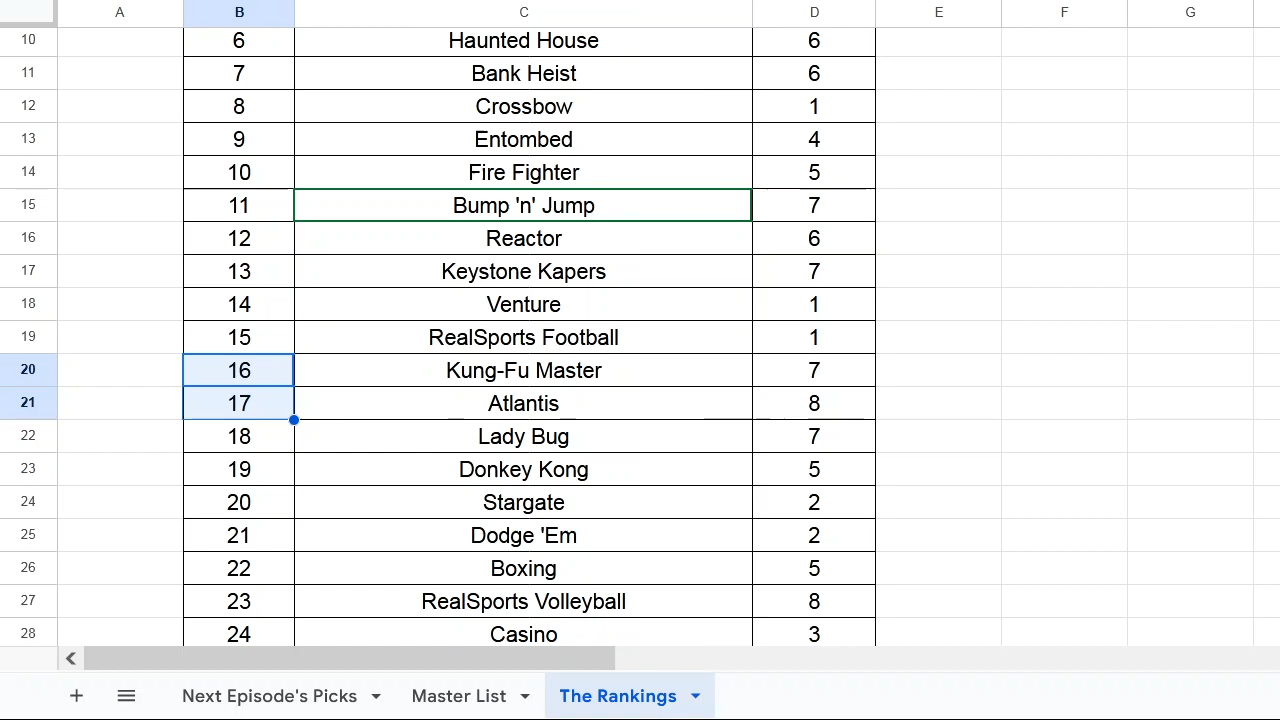 A B C D E F G
10 6 Haunted House 6
11 7 Bank Heist 6
12 8 Crossbow 1
13 9 Entombed 4
14 10 Fire Fighter 5
15 11 Bump 'n' Jump 7
16 12 Reactor 6
17 13 Keystone Kapers 7
18 14 Venture 1
19 15 RealSports Football 1
20 16 Kung-Fu Master 7
21 17 Atlantis 8
22 18 Lady Bug 7
23 19 Donkey Kong 5
24 20 Stargate 2
25 21 Dodge 'Em 2
26 22 Boxing 5
27 23 RealSports Volleyball 8
28 24 Casino 3
Next Episode's Picks Master List The Rankings